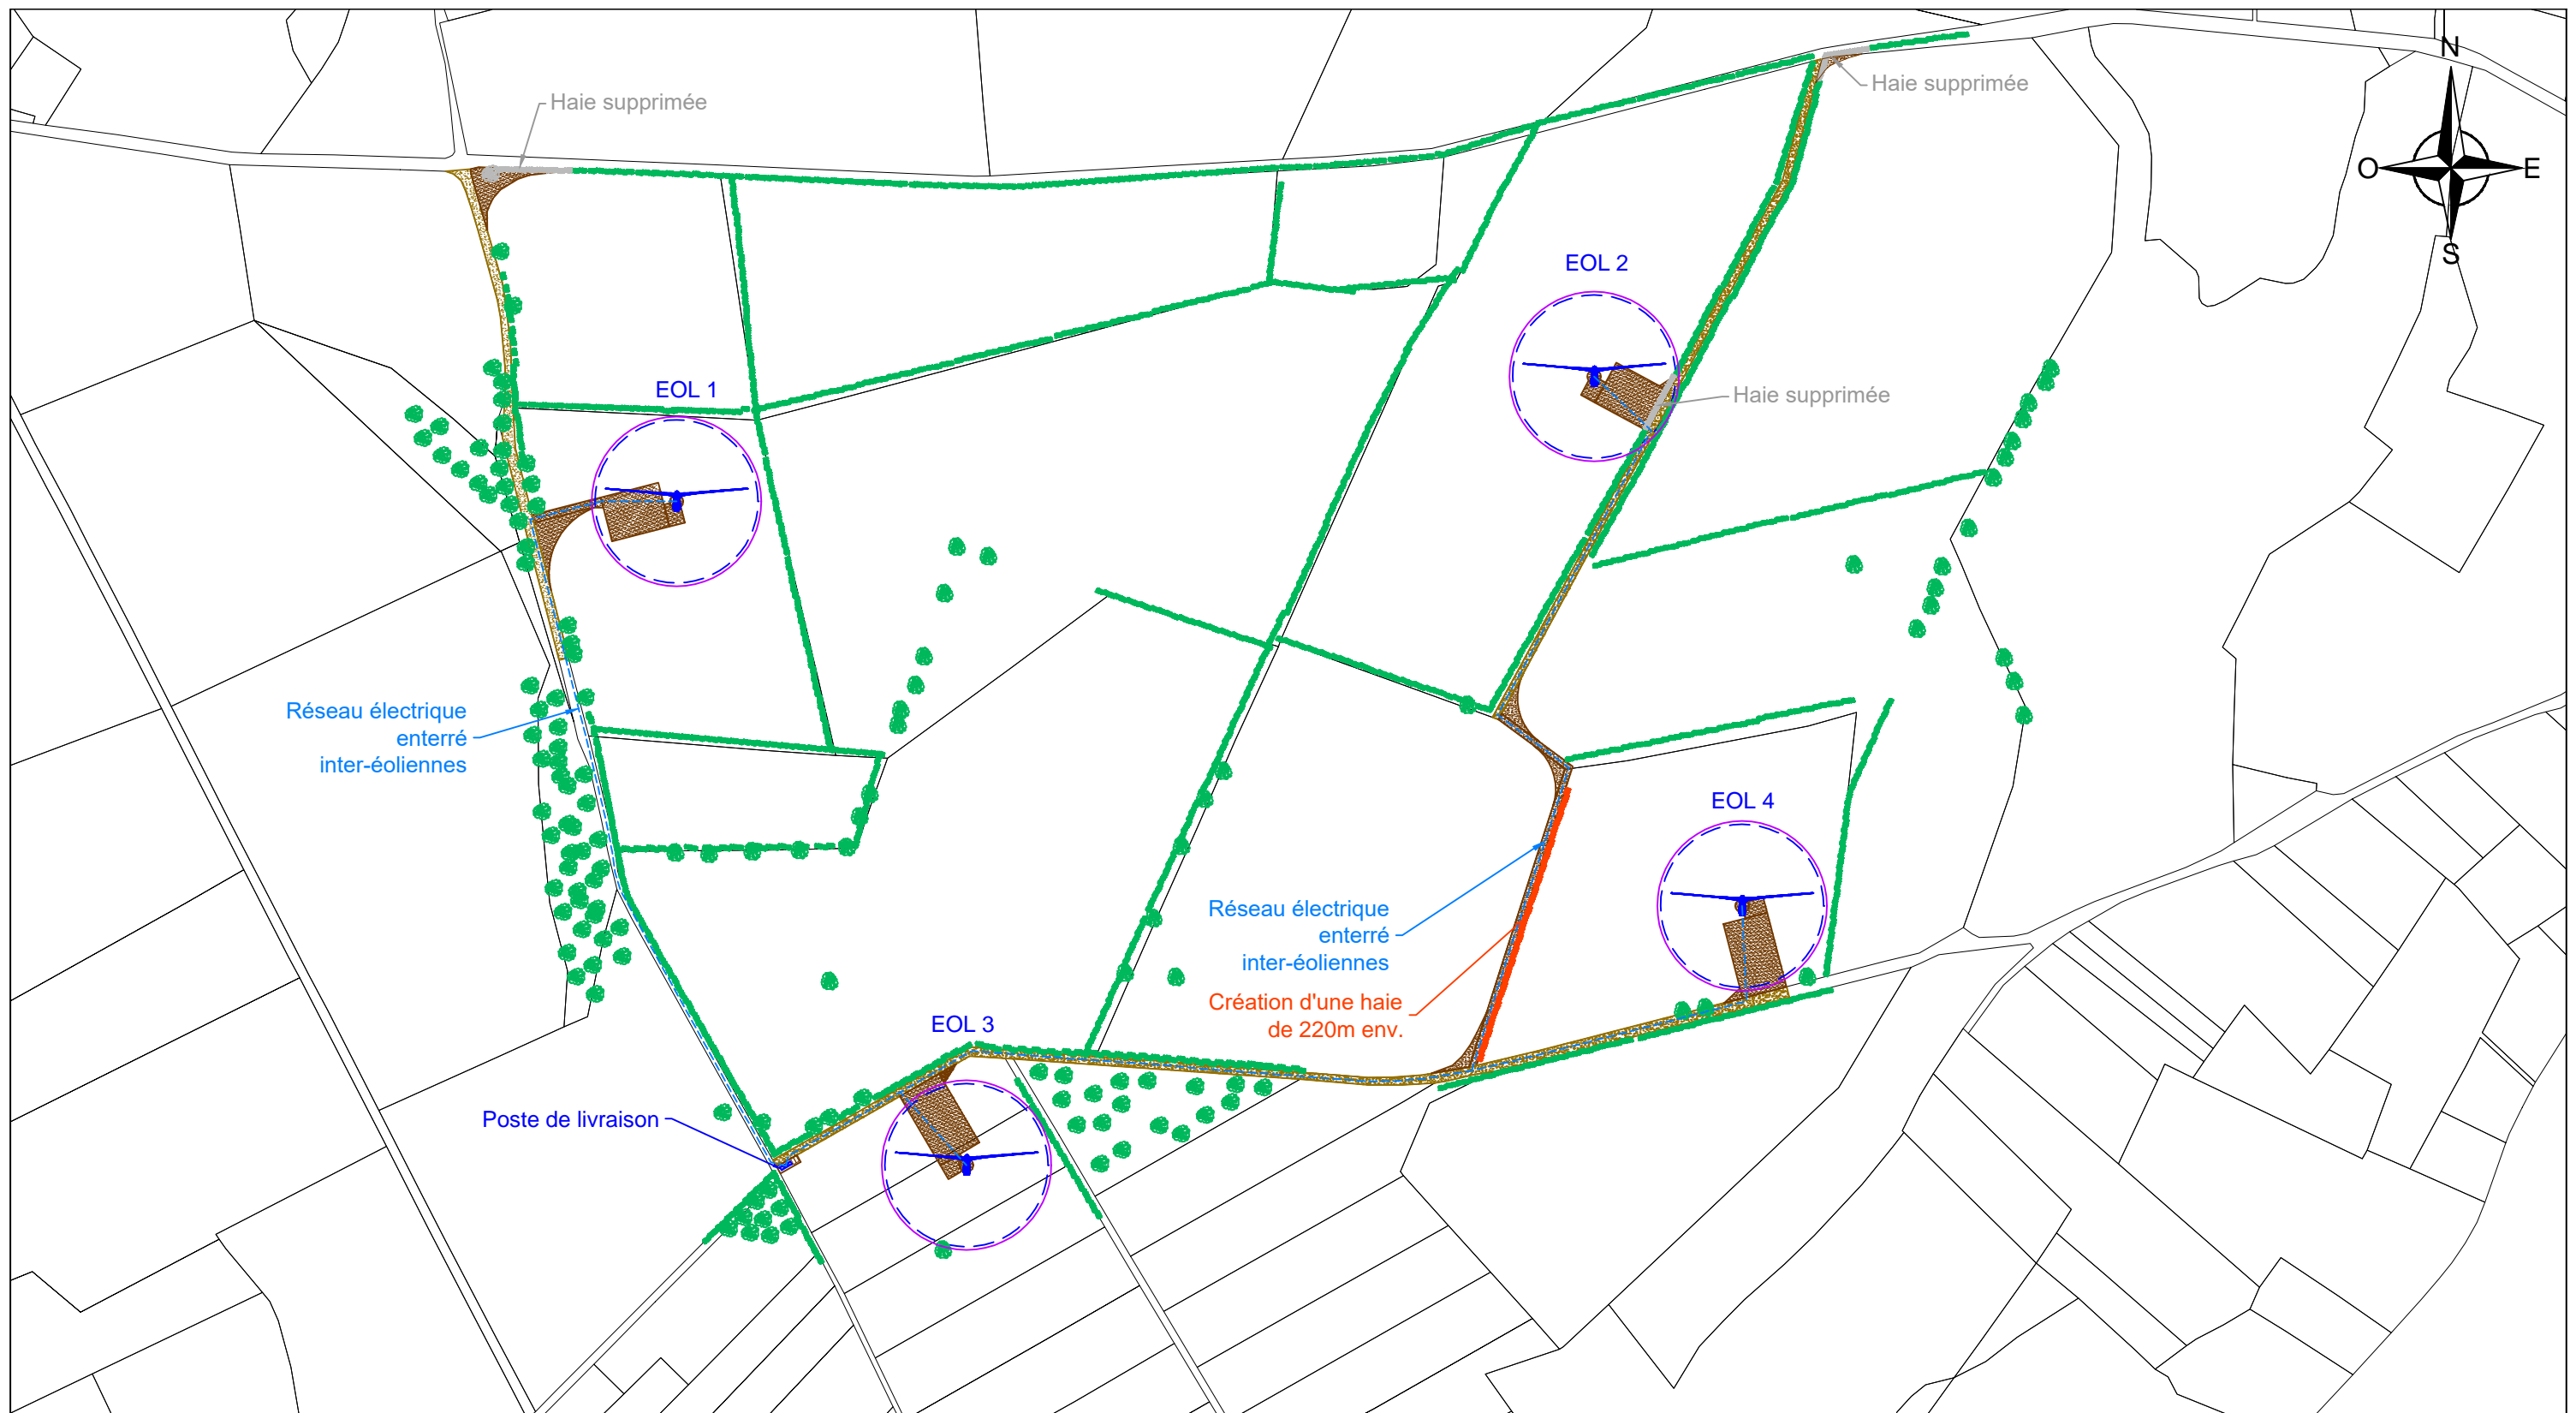 N
Haie supprimée
Haie supprimée
O
E
S
EOL 2
EOL 1
Haie supprimée
Réseau électrique
enterré
inter-éoliennes
EOL 4
Réseau électrique
enterré
inter-éoliennes
Création d'une haie
de 220m env.
EOL 3
Poste de livraison